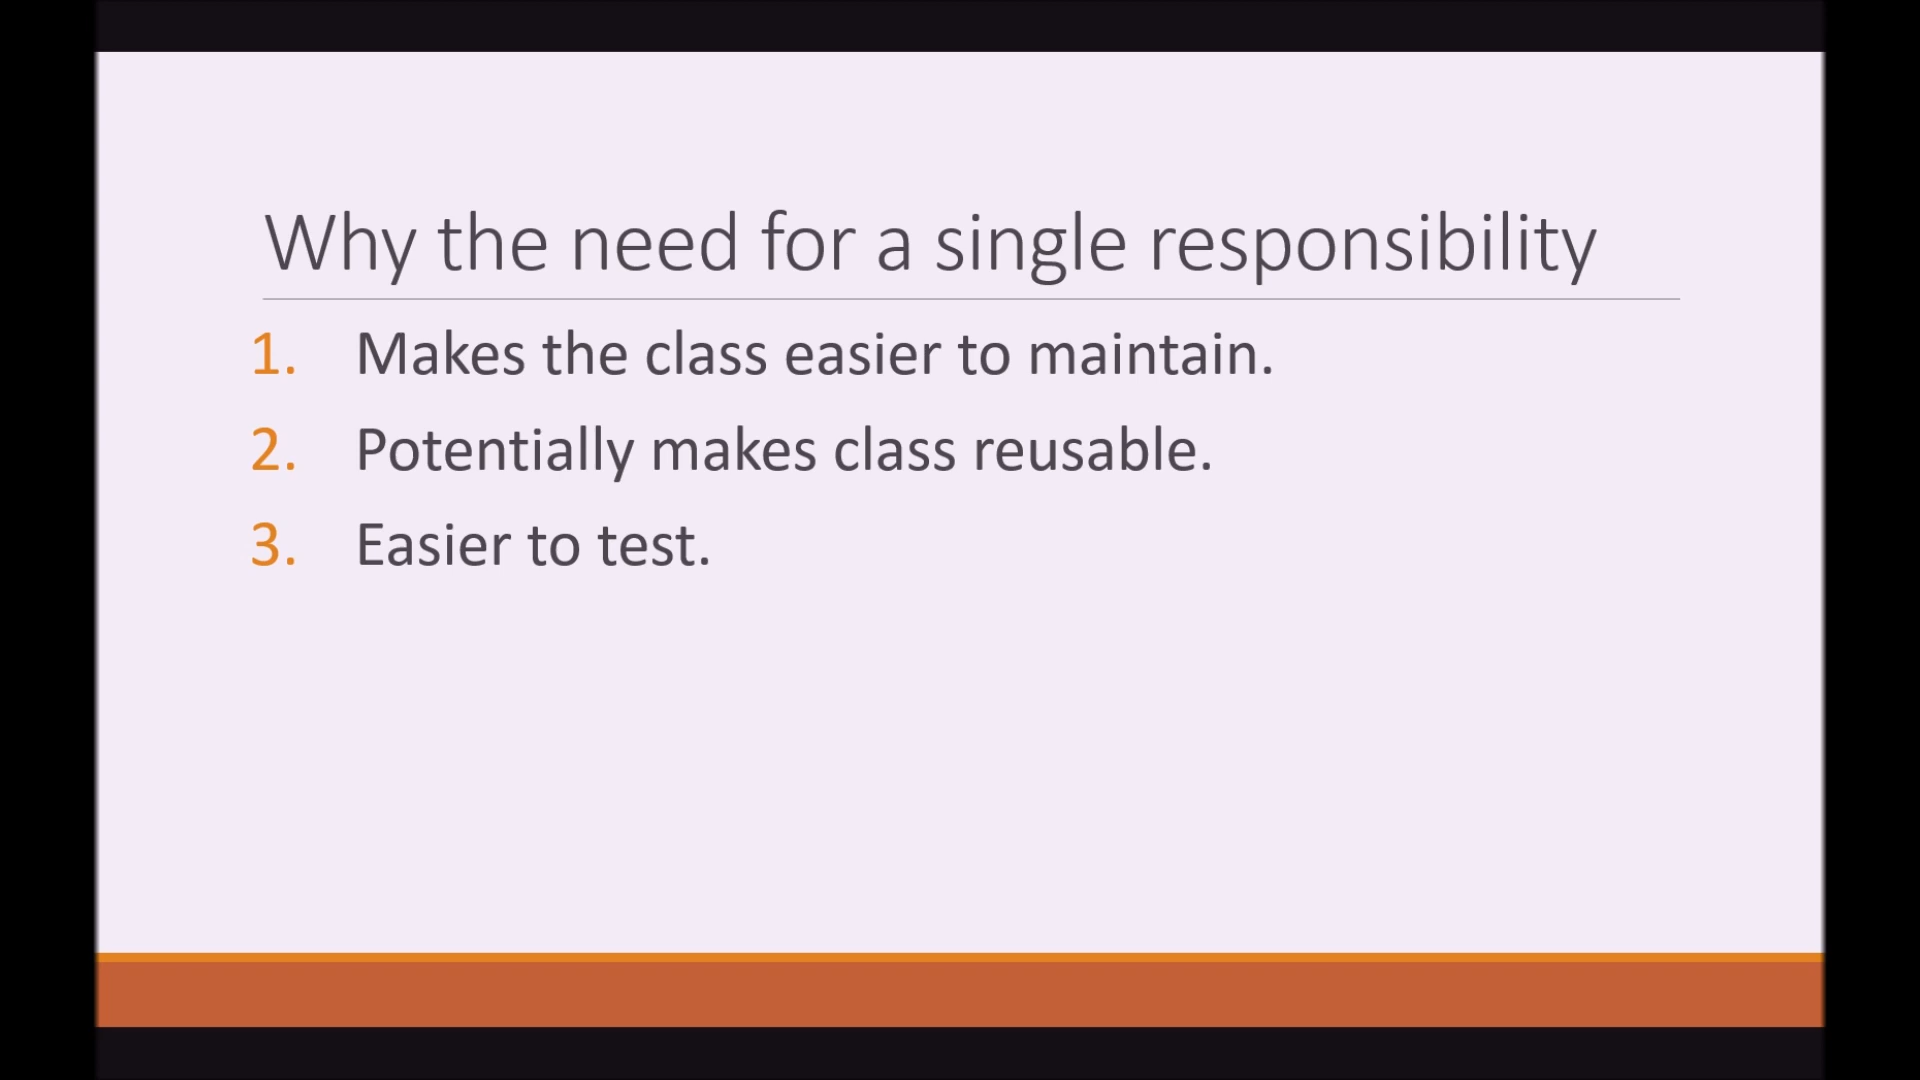 Why the need for a single responsibility
1. Makes the class easier to maintain.
2. Potentially makes class reusable.
3. Easier to test.